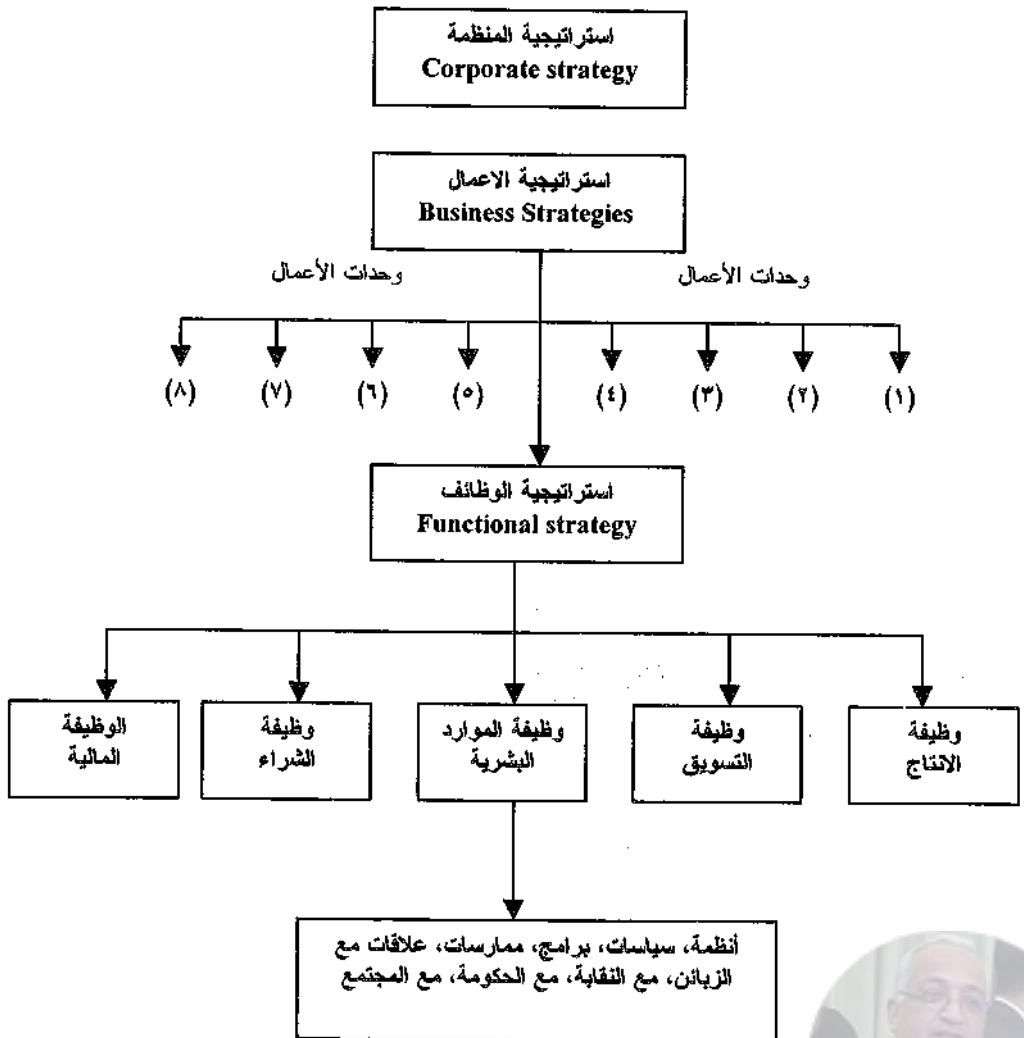 استراتيجية المنظمة
Corporate strategy
استراتيجية الاعمال
Business Strategies
وحدات الأعمال
وحدات الأعمال
(١) (٢) (٣) (٤) (٥) (٦) (٧) (٨)
استراتيجية الوظائف
Functional strategy
وظيفة
الانتاج
وظيفة
التسويق
وظيفة الموارد
البشرية
وظيفة
الشراء
الوظيفة
المالية
أنظمة، سياسات، برامج، ممارسات، علاقات مع
الزبائن، مع النقابة، مع الحكومة، مع المجتمع